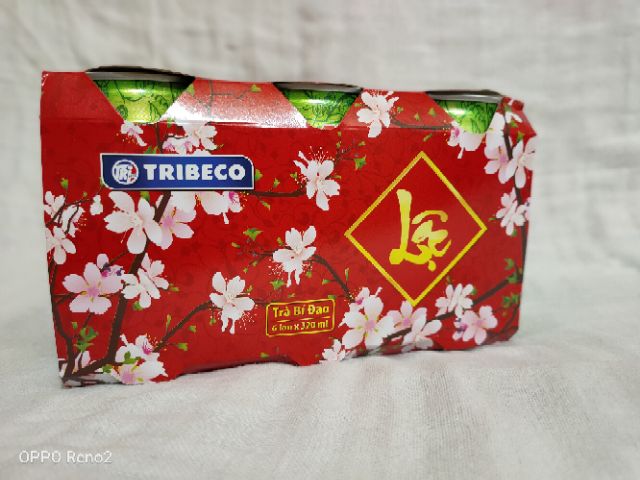 TRIBECO
Lộc
Trà Bí Đao
6 lon x 320 ml
OPPO Reno2